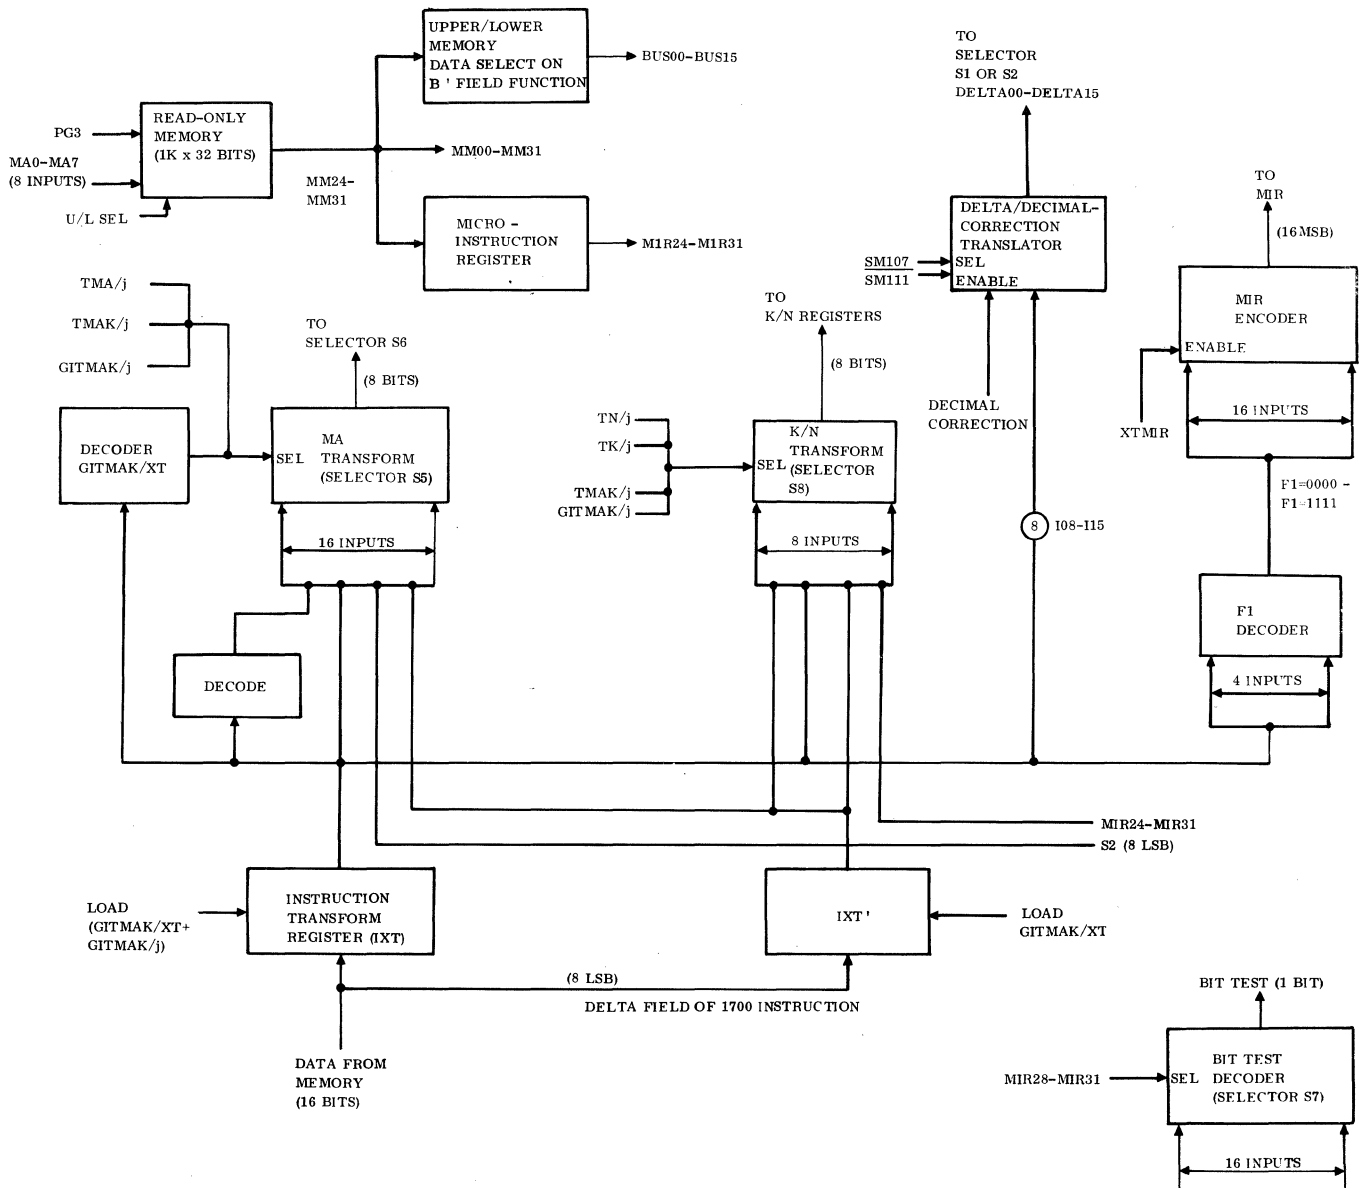 UPPER/LOWER
MEMORY
DATA SELECT ON
B ' FIELD FUNCTION
BUS00-BUS15
READ-ONLY
MEMORY
(1K x 32 BITS)
PG3
MA0-MA7
(8 INPUTS)
U/L SEL
MM00-MM31
MM24-
MM31
MICRO -
INSTRUCTION
REGISTER
M1R24-M1R31
TO
SELECTOR
S1 OR S2
DELTA00-DELTA15
DELTA/DECIMAL-
CORRECTION
TRANSLATOR
SEL
ENABLE
SM107
SM111
DECIMAL
CORRECTION
8
I08-I15
TO
MIR
(16 MSB)
MIR
ENCODER
ENABLE
XTMIR
16 INPUTS
F1=0000 -
F1=1111
F1
DECODER
4 INPUTS
TMA/j
TMAK/j
GITMAK/j
TO
SELECTOR S6
(8 BITS)
DECODER
GITMAK/XT
SEL
MA
TRANSFORM
(SELECTOR S5)
16 INPUTS
DECODE
TO
K/N REGISTERS
(8 BITS)
TN/j
TK/j
TMAK/j
GITMAK/j
K/N
TRANSFORM
SEL (SELECTOR
S8)
8 INPUTS
MIR24-MIR31
S2 (8 LSB)
LOAD
(GITMAK/XT+
GITMAK/j)
INSTRUCTION
TRANSFORM
REGISTER (IXT)
IXT '
LOAD
GITMAK/XT
(8 LSB)
DELTA FIELD OF 1700 INSTRUCTION
DATA FROM
MEMORY
(16 BITS)
BIT TEST (1 BIT)
MIR28-MIR31
SEL
BIT TEST
DECODER
(SELECTOR S7)
16 INPUTS